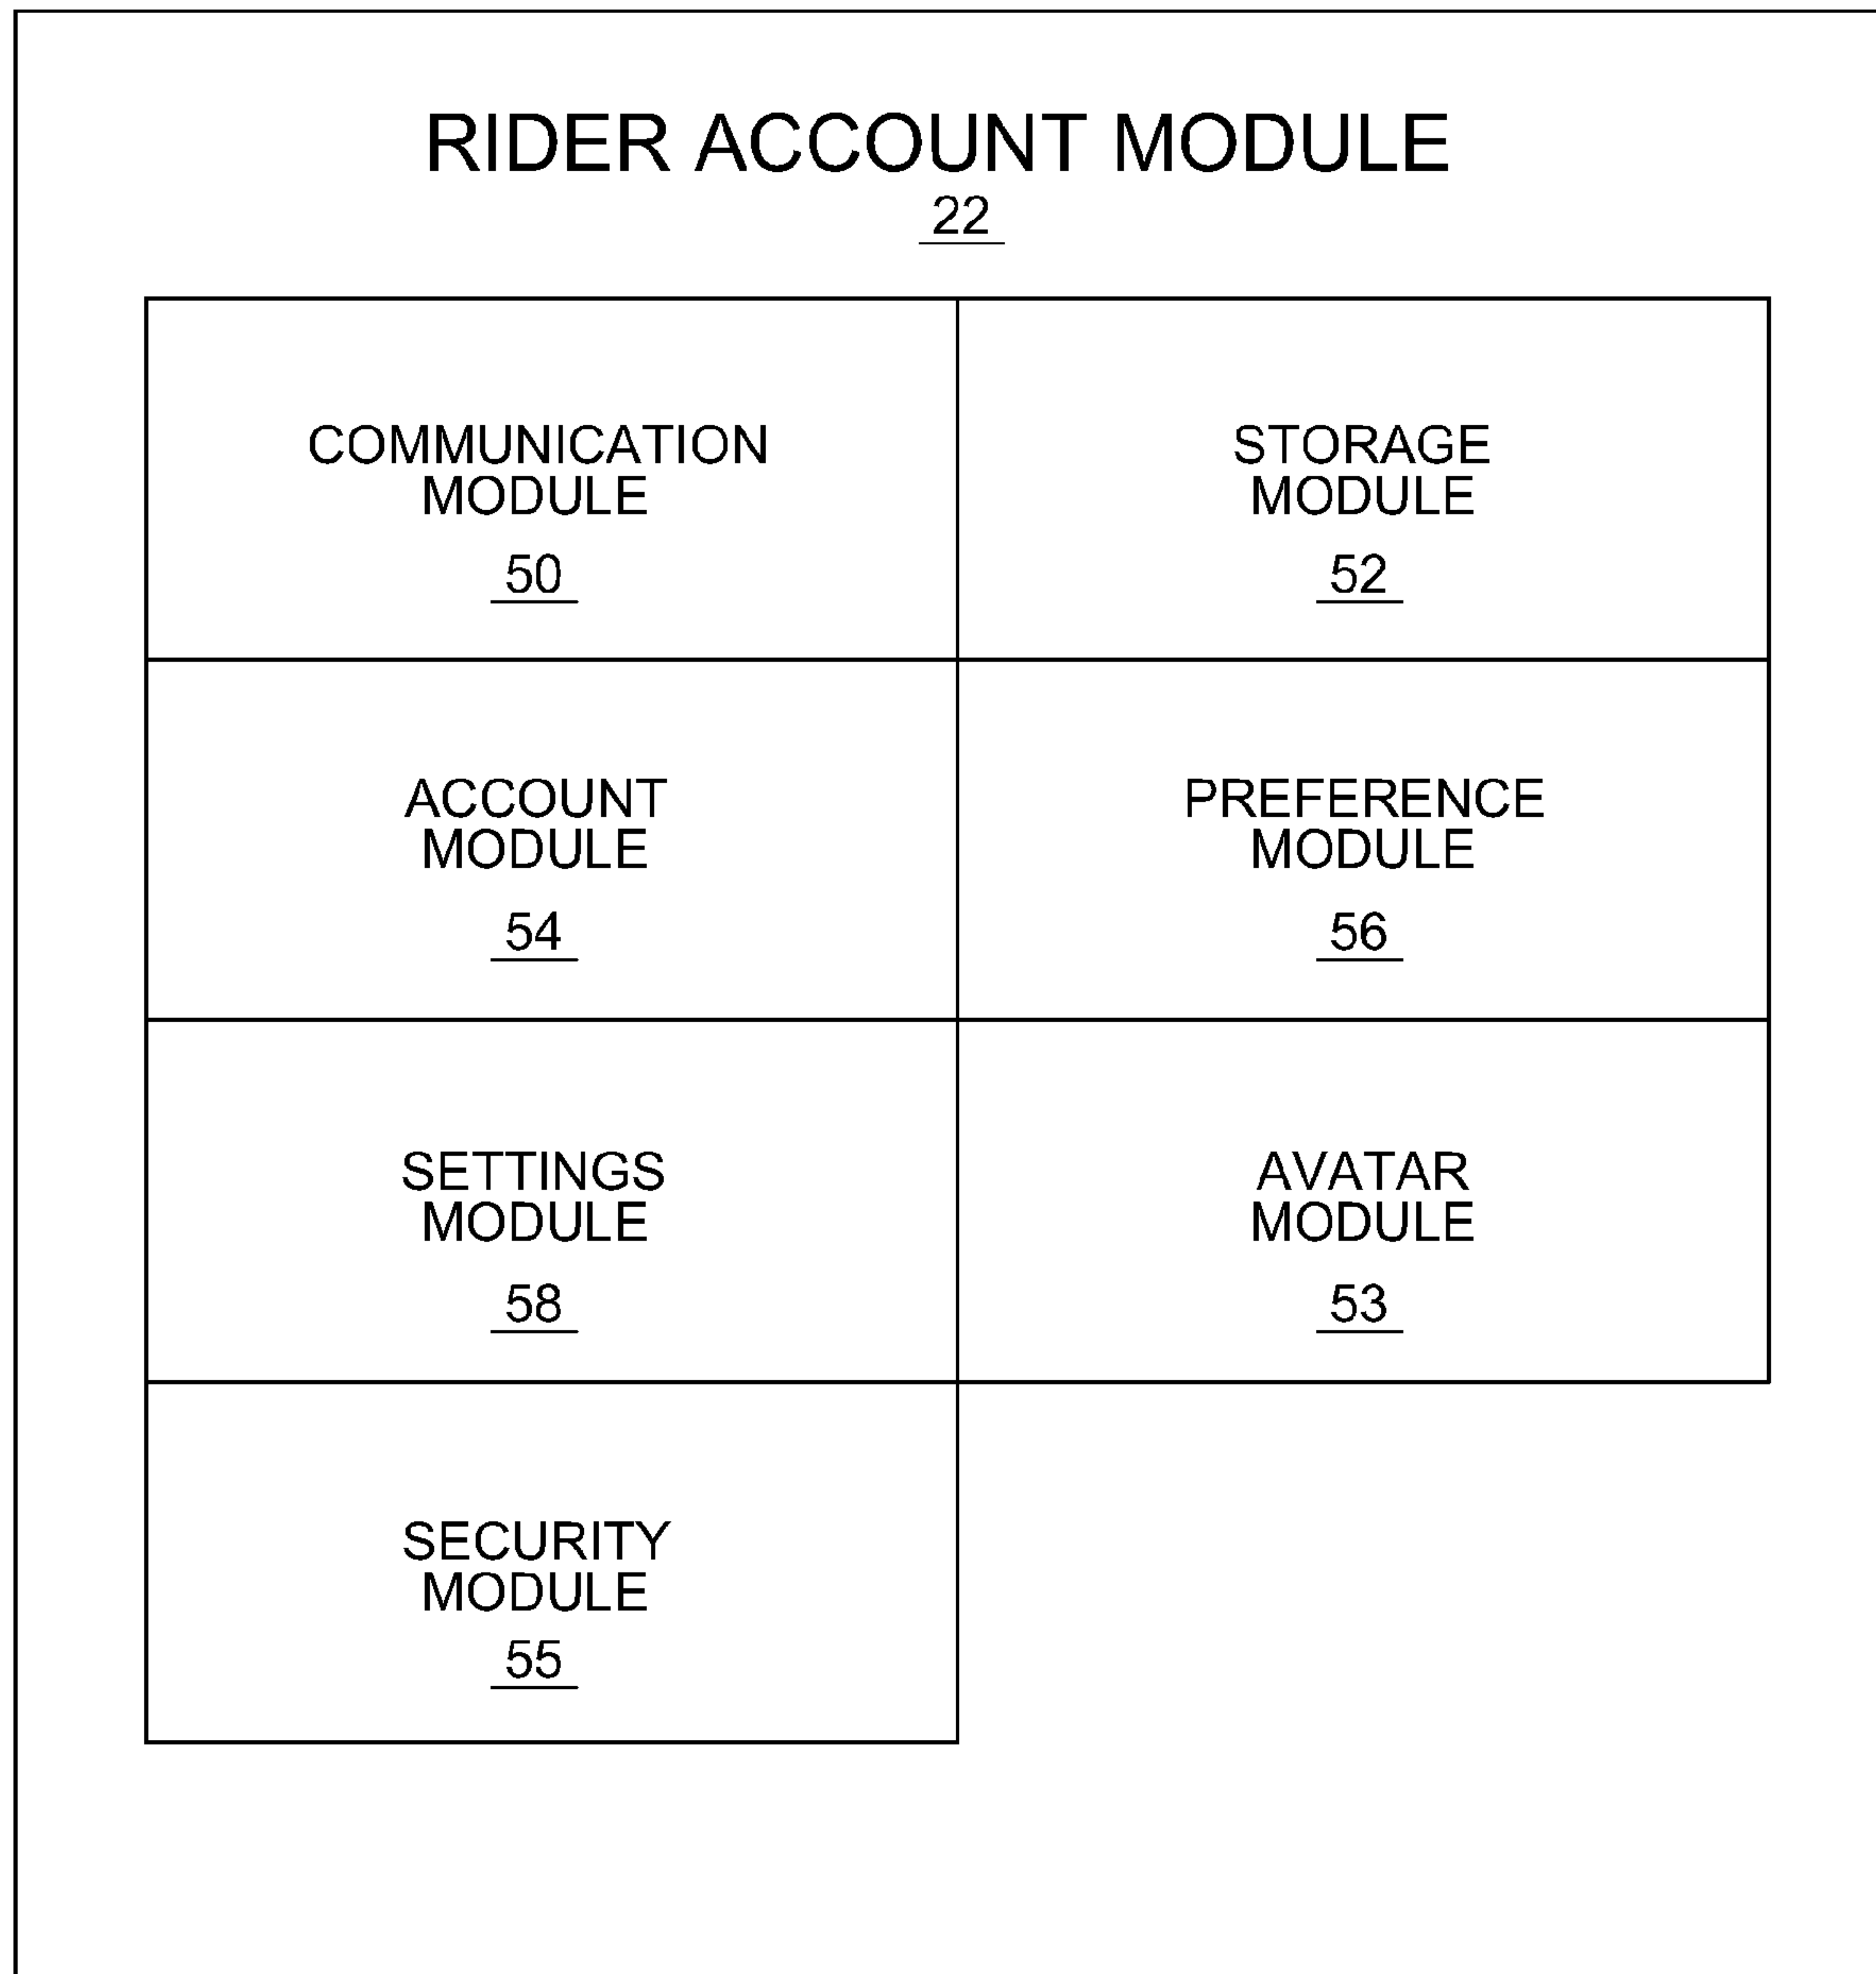 RIDER ACCOUNT MODULE
22
COMMUNICATION
MODULE
50
STORAGE
MODULE
52
ACCOUNT
MODULE
54
PREFERENCE
MODULE
56
SETTINGS
MODULE
58
AVATAR
MODULE
53
SECURITY
MODULE
55